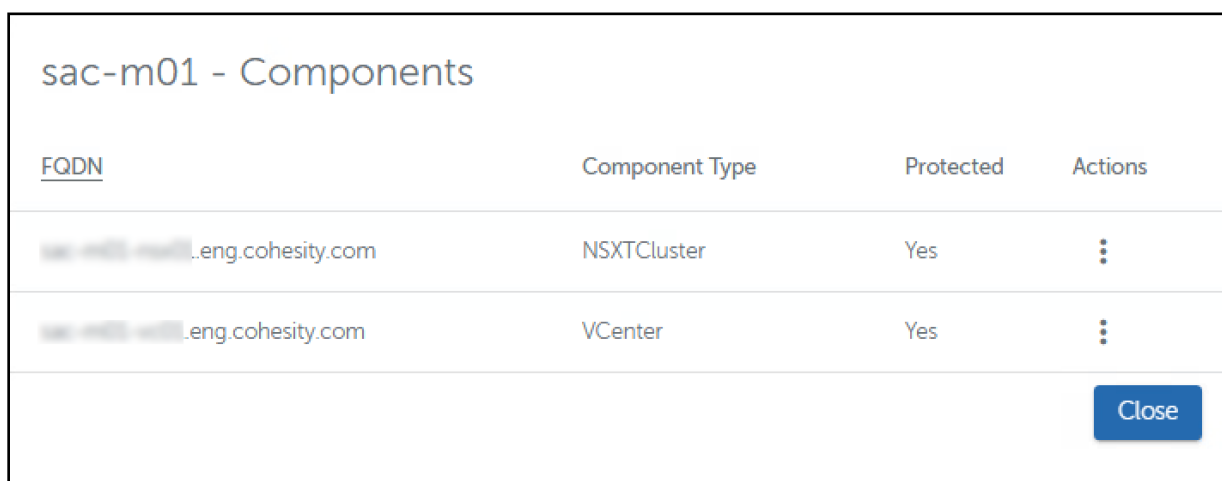 sac-m01 - Components
FQDN Component Type Protected Actions
.eng.cohesity.com NSXTCluster Yes
.eng.cohesity.com VCenter Yes
Close